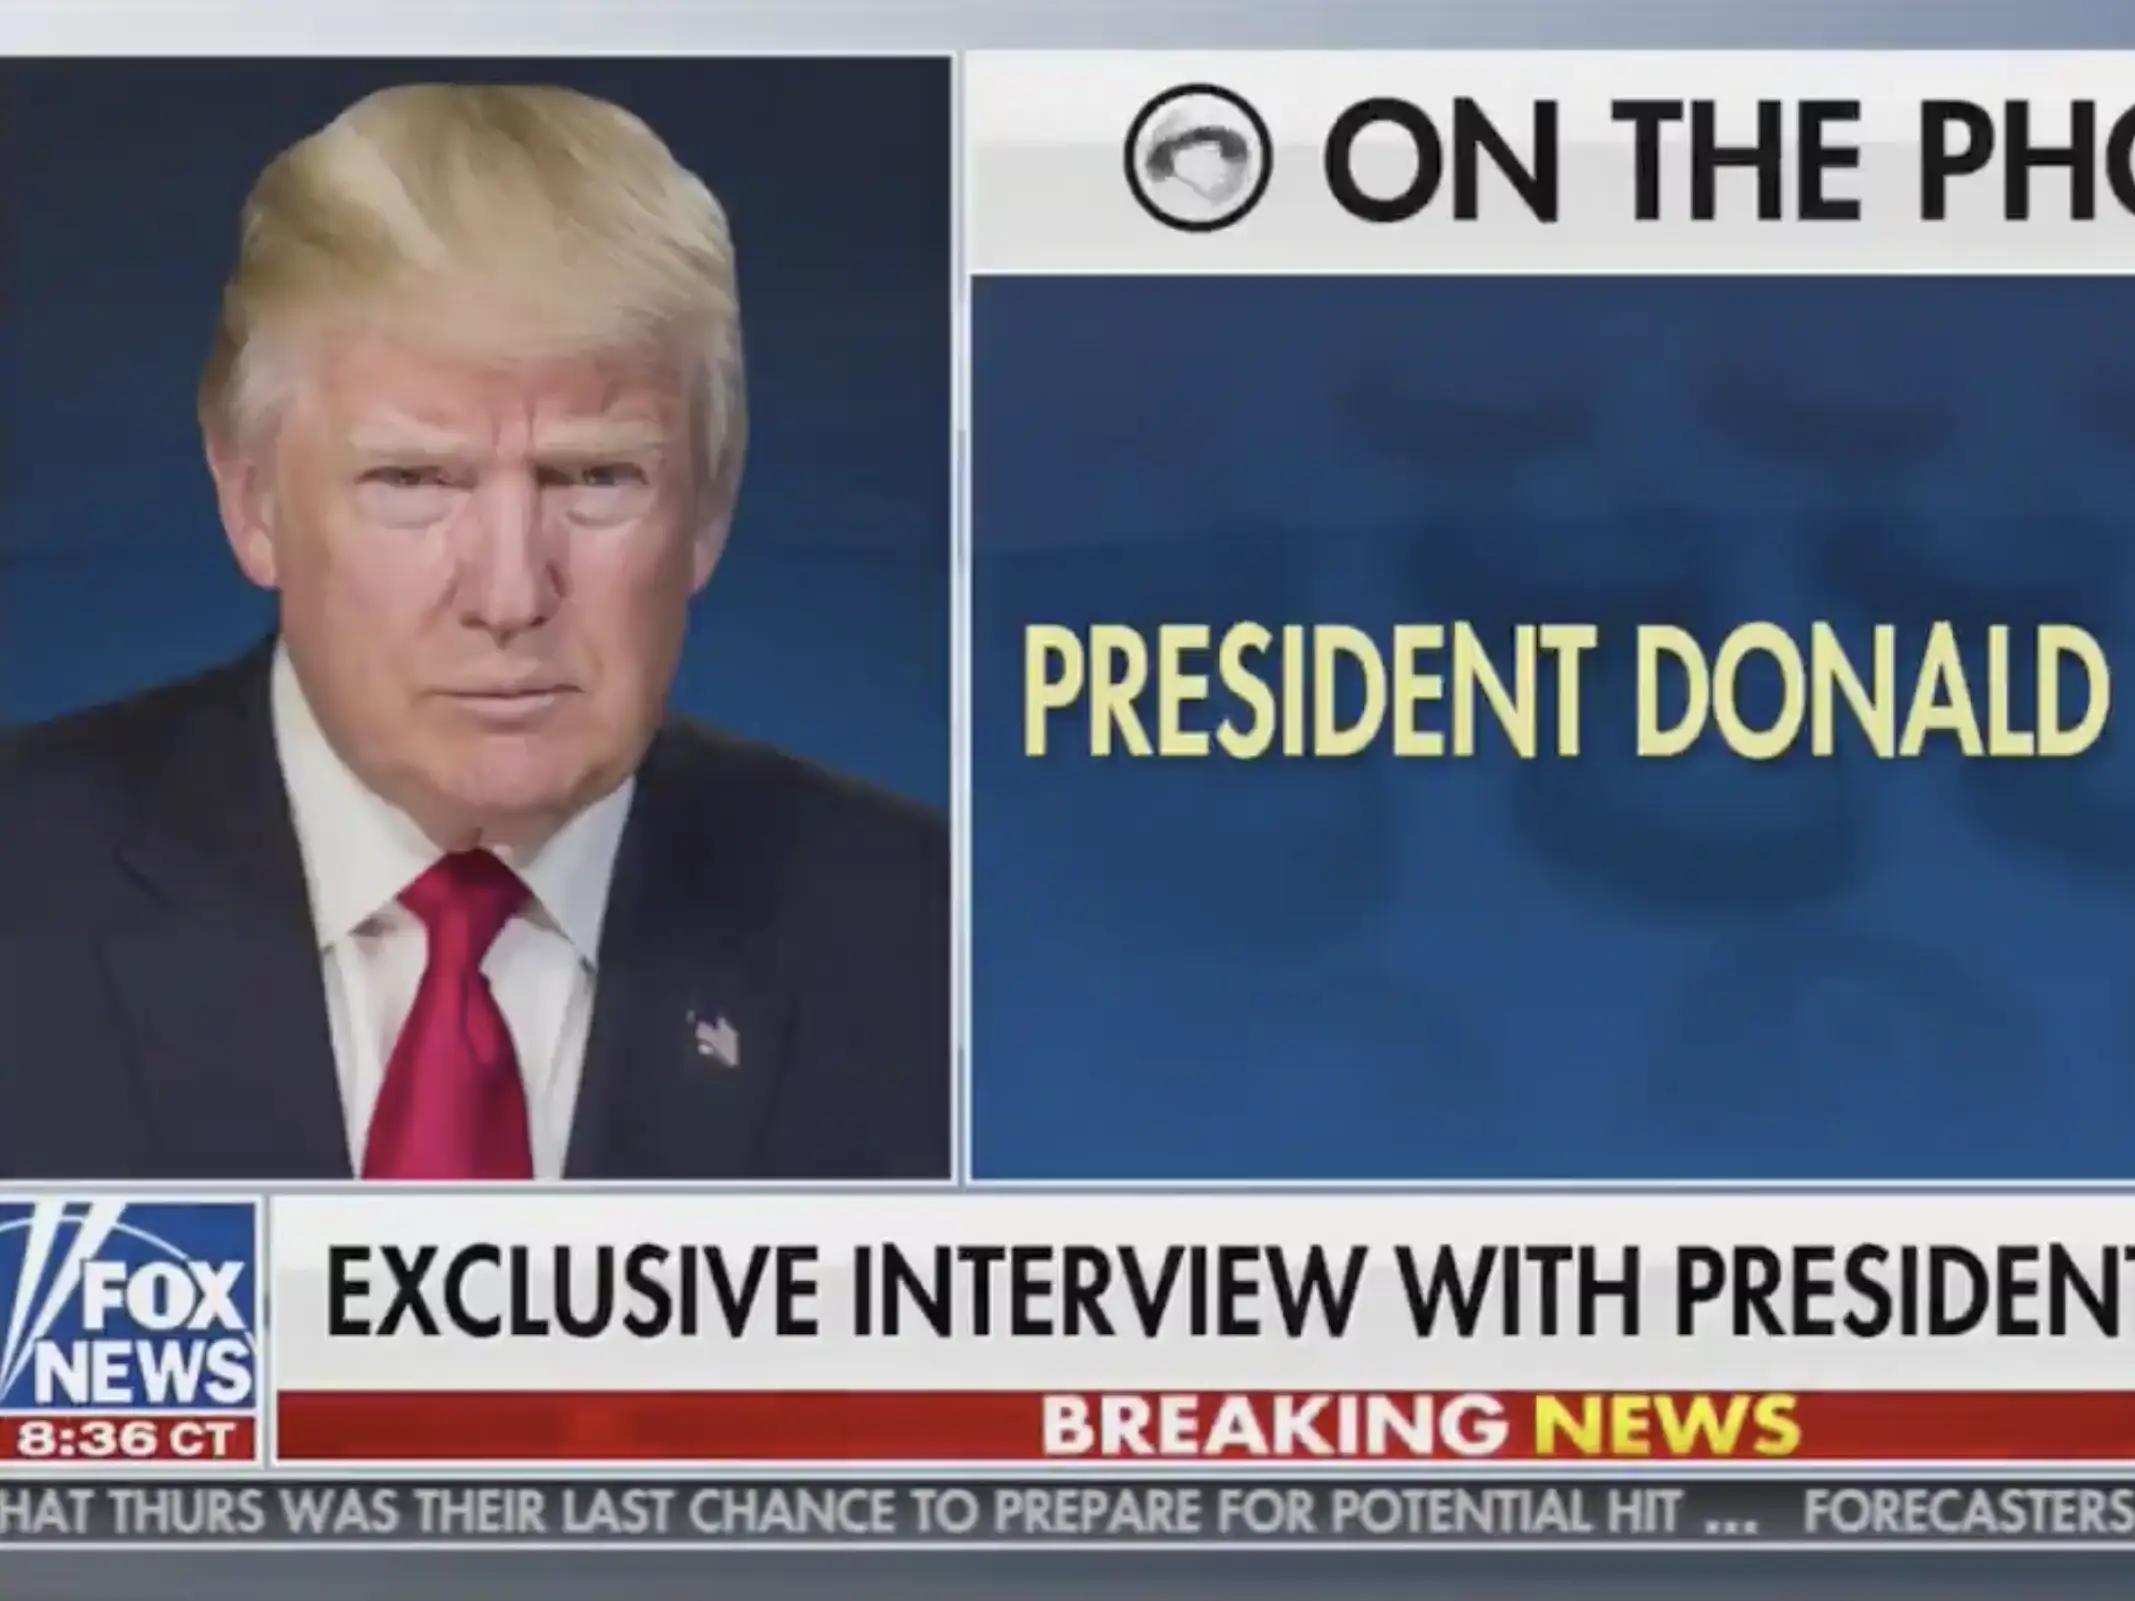 ON THE PHO
PRESIDENT DONALD
FOX
NEWS
8:36 CT
EXCLUSIVE INTERVIEW WITH PRESIDENT
BREAKING NEWS
HAT THURS WAS THEIR LAST CHANCE TO PREPARE FOR POTENTIAL HIT ... FORECASTERS